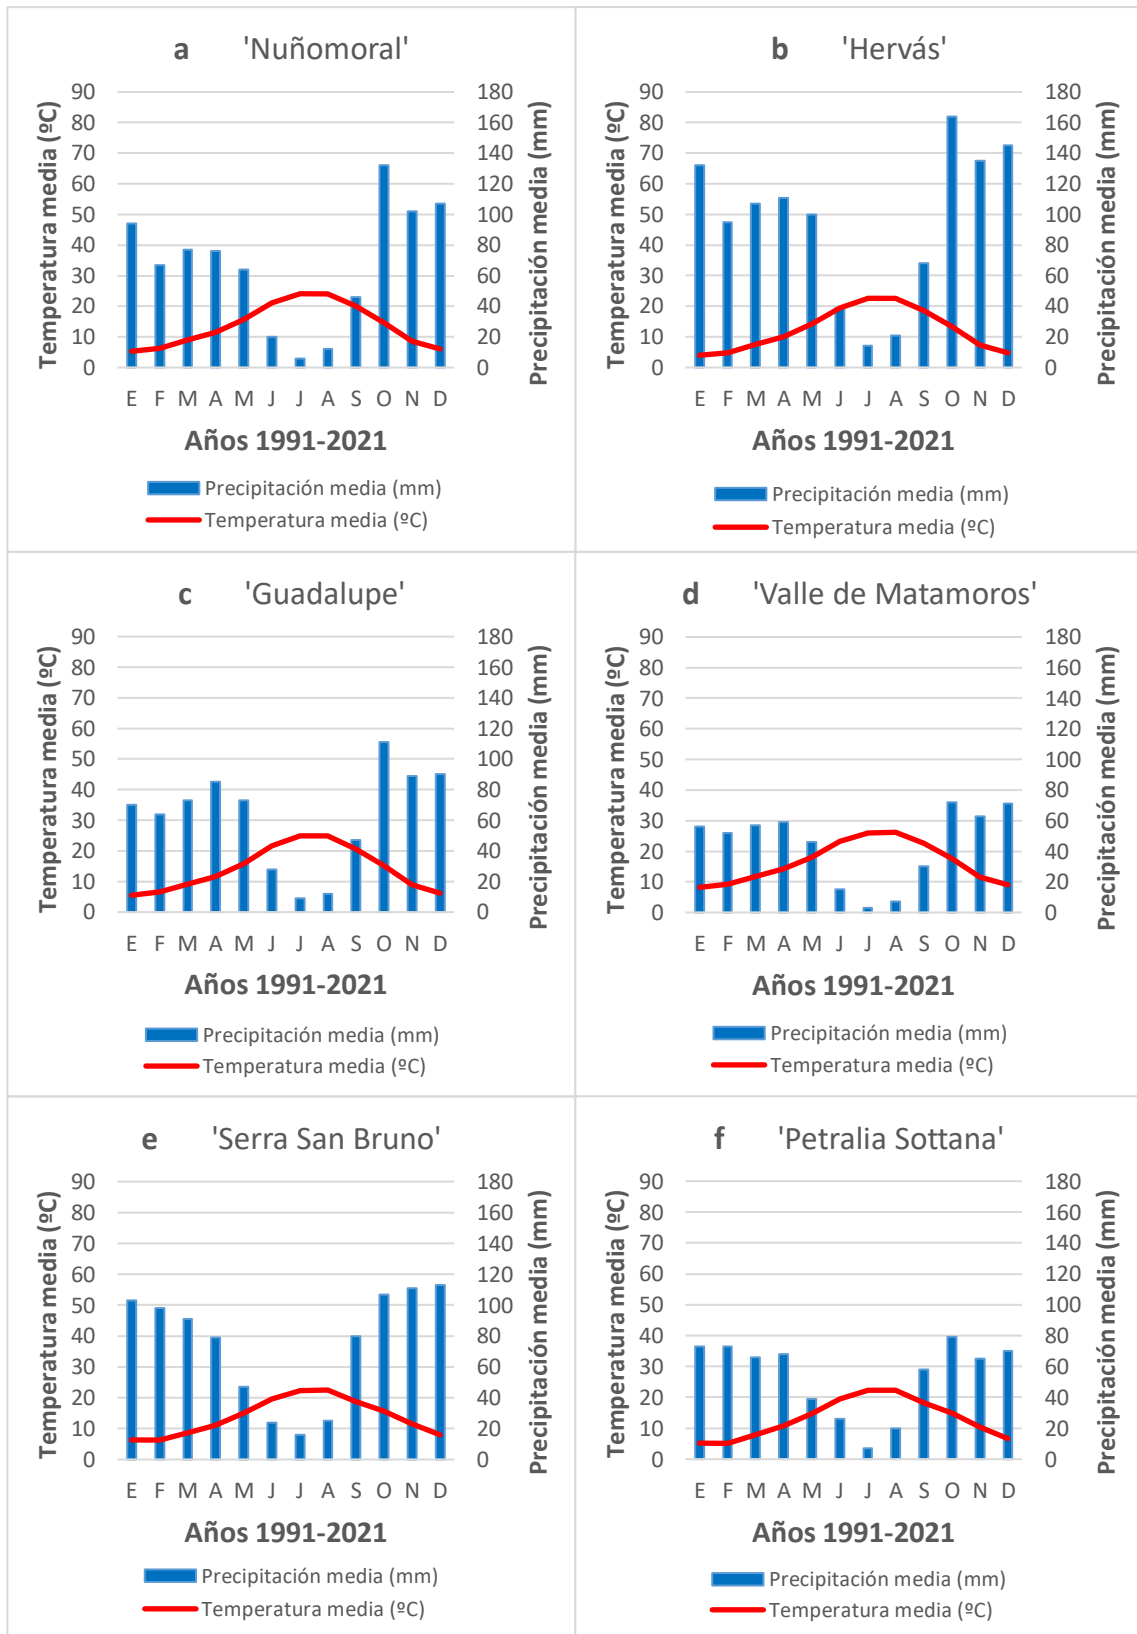 a 'Nuñomoral'
Temperatura media (ºC)
90
80
70
60
50
40
30
20
10
0
180
160
140
120
100
80
60
40
20
0
Precipitación media (mm)
E F M A M J J A S O N D
Años 1991-2021
Precipitación media (mm)
Temperatura media (ºC)
b 'Hervás'
Temperatura media (ºC)
90
80
70
60
50
40
30
20
10
0
180
160
140
120
100
80
60
40
20
0
Precipitación media (mm)
E F M A M J J A S O N D
Años 1991-2021
Precipitación media (mm)
Temperatura media (ºC)
c 'Guadalupe'
Temperatura media (ºC)
90
80
70
60
50
40
30
20
10
0
180
160
140
120
100
80
60
40
20
0
Precipitación media (mm)
E F M A M J J A S O N D
Años 1991-2021
Precipitación media (mm)
Temperatura media (ºC)
d 'Valle de Matamoros'
Temperatura media (ºC)
90
80
70
60
50
40
30
20
10
0
180
160
140
120
100
80
60
40
20
0
Precipitación media (mm)
E F M A M J J A S O N D
Años 1991-2021
Precipitación media (mm)
Temperatura media (ºC)
e 'Serra San Bruno'
Temperatura media (ºC)
90
80
70
60
50
40
30
20
10
0
180
160
140
120
100
80
60
40
20
0
Precipitación media (mm)
E F M A M J J A S O N D
Años 1991-2021
Precipitación media (mm)
Temperatura media (ºC)
f 'Petralia Sottana'
Temperatura media (ºC)
90
80
70
60
50
40
30
20
10
0
180
160
140
120
100
80
60
40
20
0
Precipitación media (mm)
E F M A M J J A S O N D
Años 1991-2021
Precipitación media (mm)
Temperatura media (ºC)